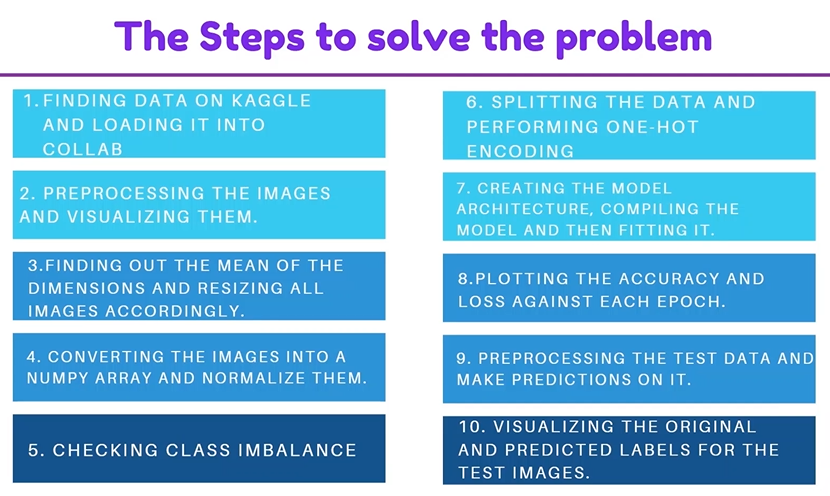 The Steps to solve the problem
1. FINDING DATA ON KAGGLE
AND LOADING IT INTO
COLLAB
2. PREPROCESSING THE IMAGES
AND VISUALIZING THEM.
3.FINDING OUT THE MEAN OF THE
DIMENSIONS AND RESIZING ALL
IMAGES ACCORDINGLY.
4. CONVERTING THE IMAGES INTO A
NUMPY ARRAY AND NORMALIZE THEM.
5. CHECKING CLASS IMBALANCE
6. SPLITTING THE DATA AND
PERFORMING ONE-HOT
ENCODING
7. CREATING THE MODEL
ARCHITECTURE, COMPILING THE
MODEL AND THEN FITTING IT.
8.PLOTTING THE ACCURACY AND
LOSS AGAINST EACH EPOCH.
9. PREPROCESSING THE TEST DATA AND
MAKE PREDICTIONS ON IT.
10. VISUALIZING THE ORIGINAL
AND PREDICTED LABELS FOR THE
TEST IMAGES.